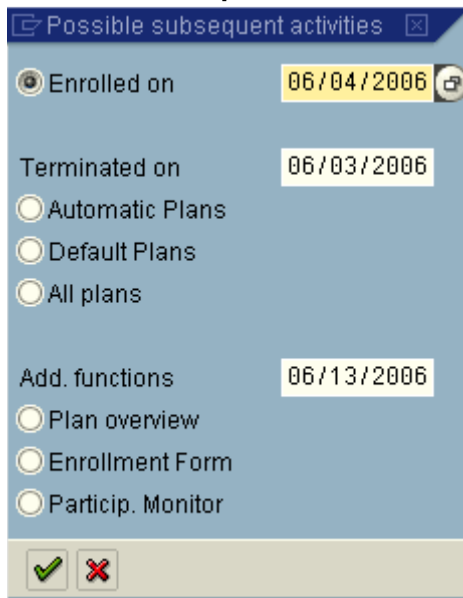 Possible subsequent activities
Enrolled on 06/04/2006
Terminated on 06/03/2006
Automatic Plans
Default Plans
All plans
Add. functions 06/13/2006
Plan overview
Enrollment Form
Particip. Monitor